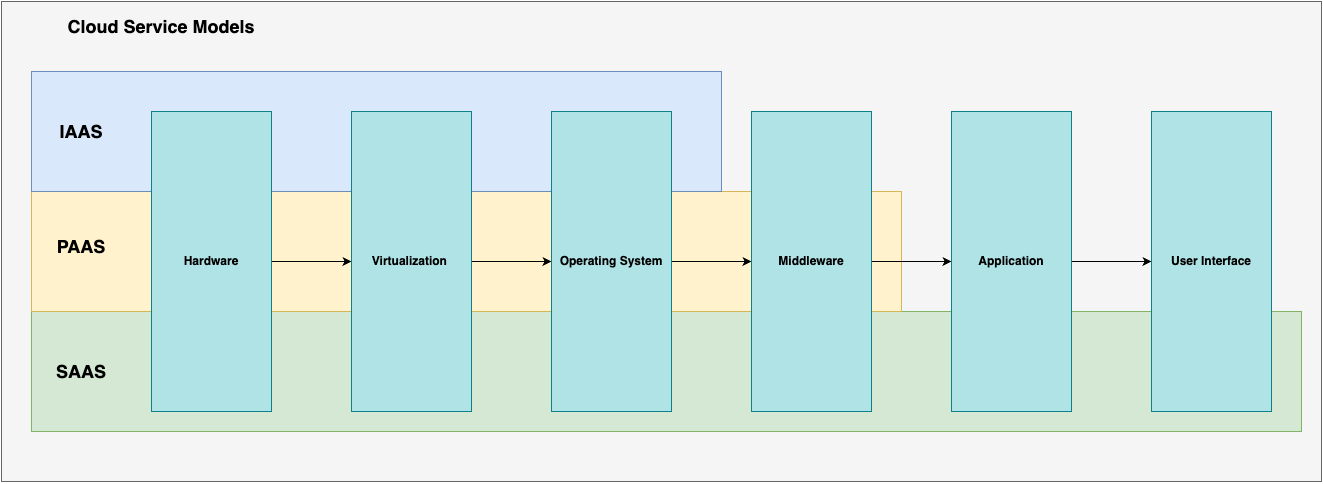 Cloud Service Models
IAAS
PAAS
Hardware
Virtualization
Operating System
Middleware
Application
User Interface
SAAS